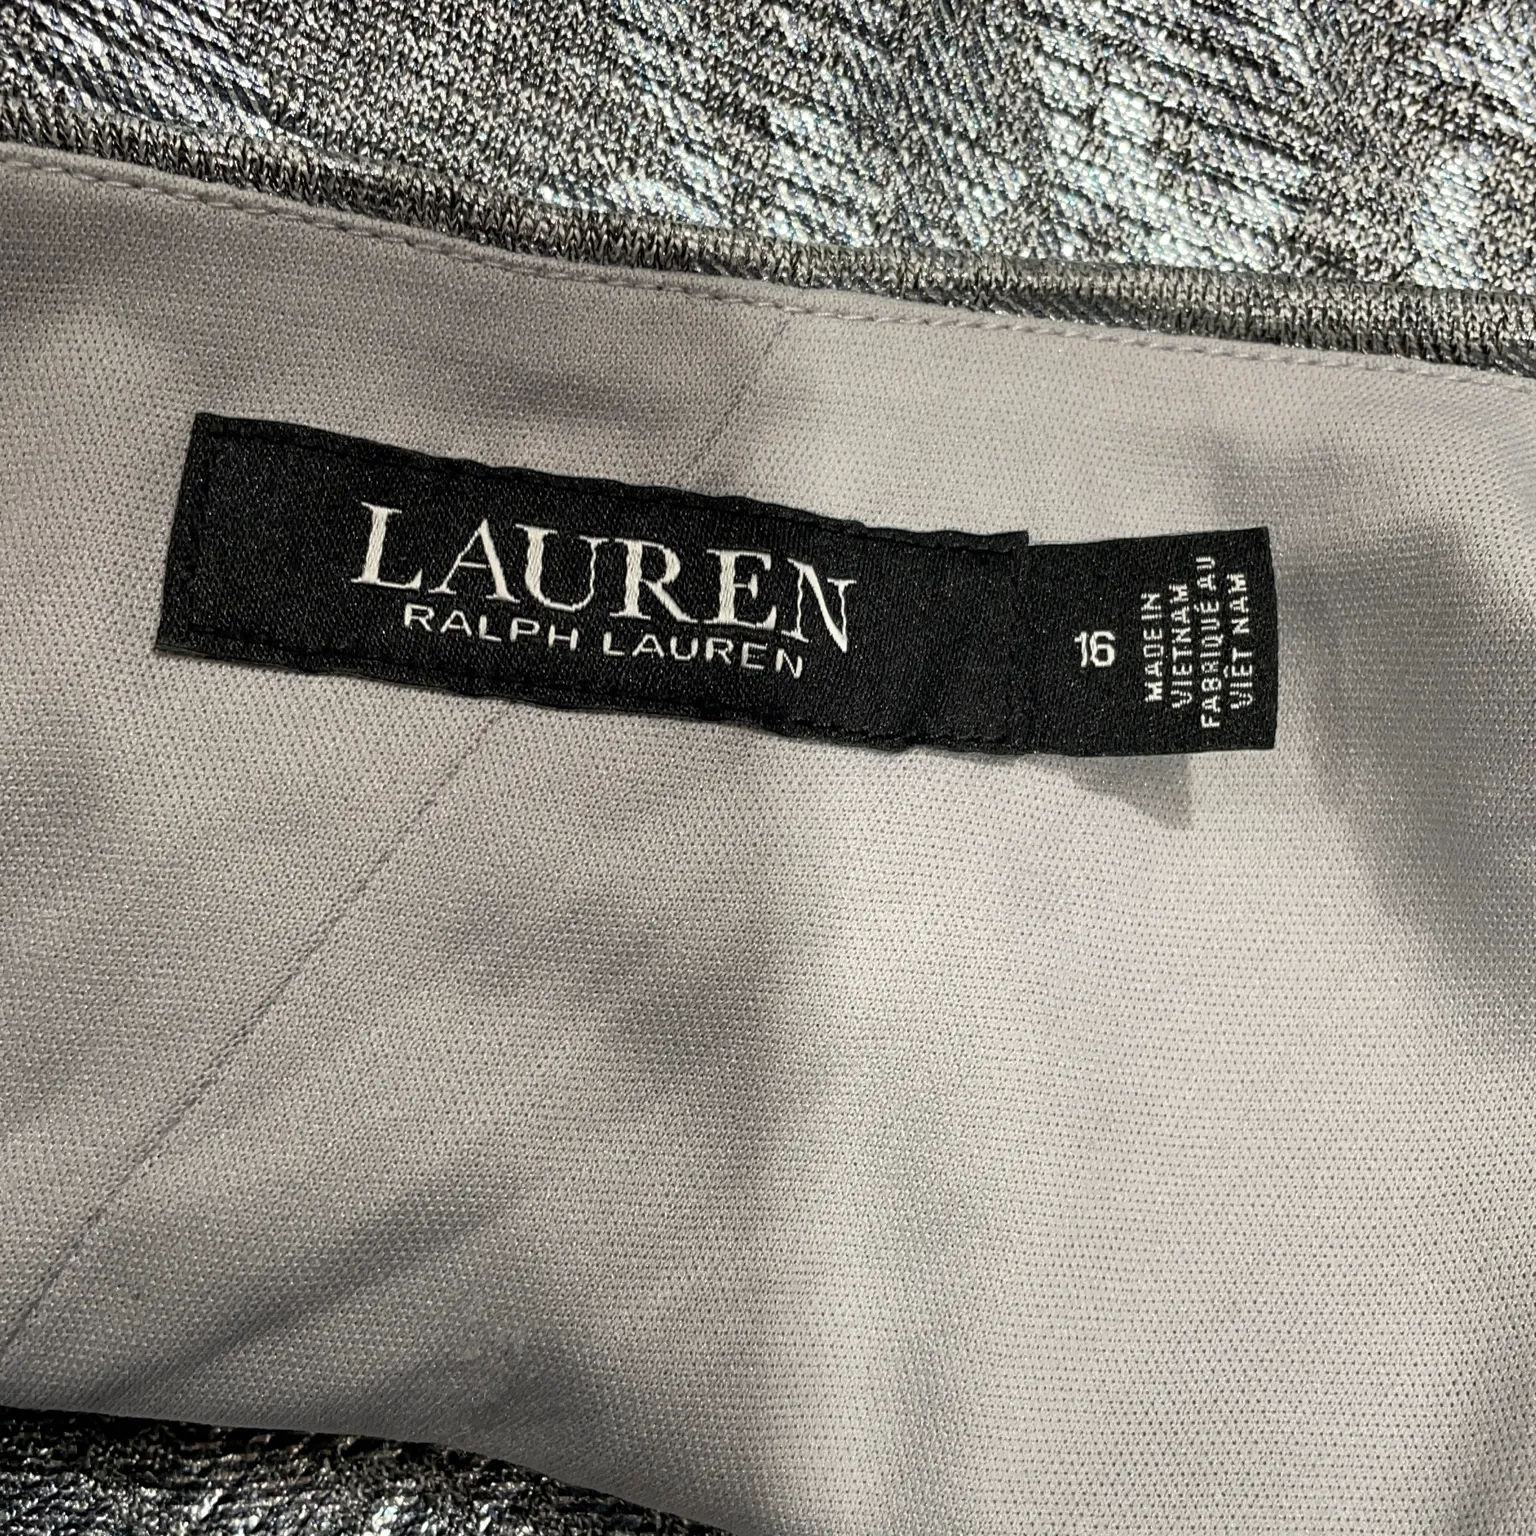 LAUREN
RALPH LAUREN
16
MADE IN
VIETNAM
FABRIQUÉ AU
VIÊT NAM